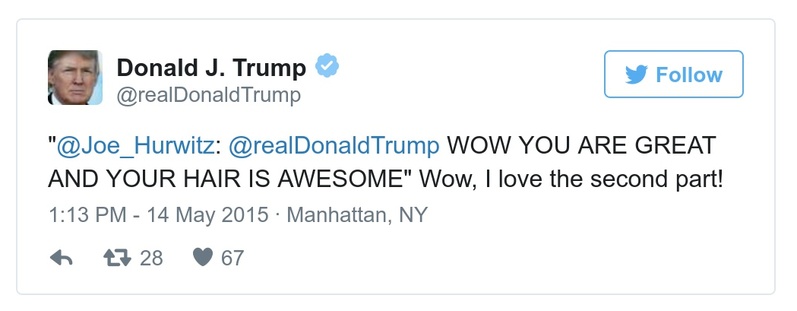 Donald J. Trump
@realDonaldTrump
Follow
"@Joe_Hurwitz: @realDonaldTrump WOW YOU ARE GREAT
AND YOUR HAIR IS AWESOME" Wow, I love the second part!
1:13 PM - 14 May 2015 · Manhattan, NY
28 67